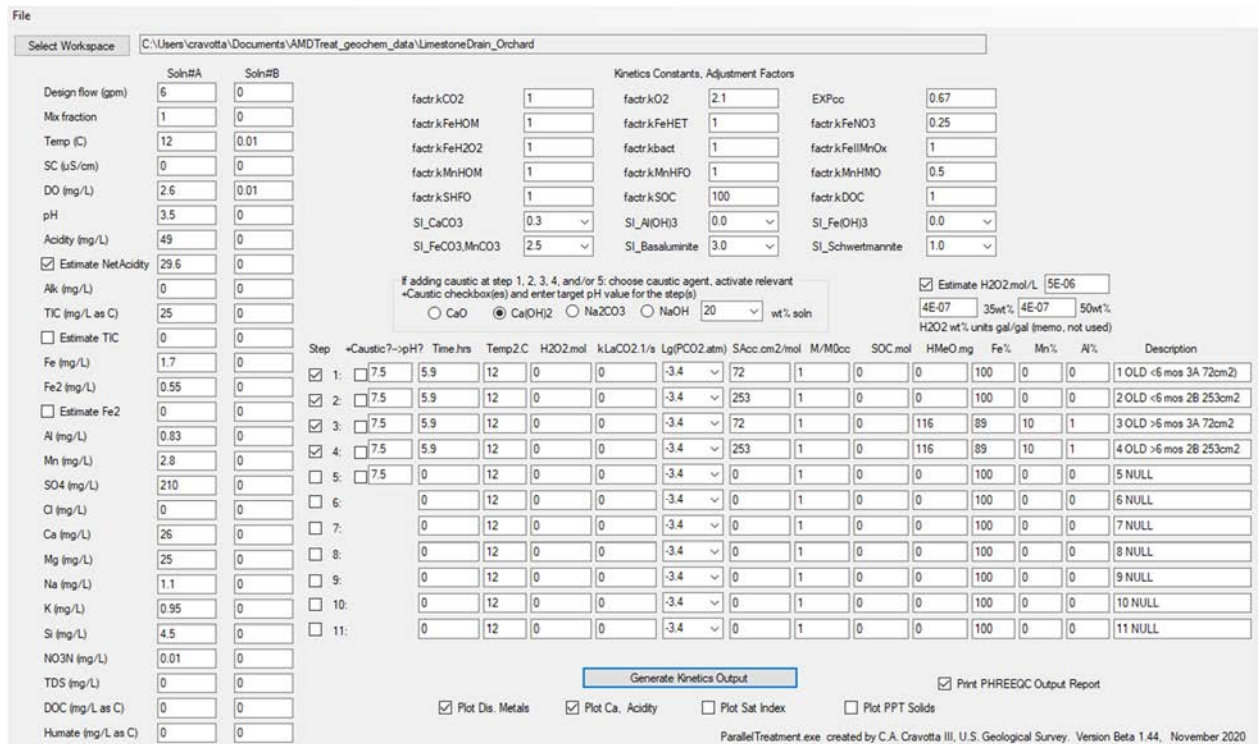 File
Select Workspace C:\Users\cravotta\Documents\AMDTreat_geochem_data\LimestoneDrain_Orchard
Soln#A Soln#B
Design flow (gpm) 6 0
Mix fraction 1 0
Temp (C) 12 0.01
SC (uS/cm) 0 0
DO (mg/L) 2.6 0.01
pH 3.5 0
Acidity (mg/L) 49 0
Estimate NetAcidity 29.6 0
Alk (mg/L) 0 0
TIC (mg/L as C) 25 0
Estimate TIC 0 0
Fe (mg/L) 1.7 0
Fe2 (mg/L) 0.55 0
Estimate Fe2 0 0
Al (mg/L) 0.83 0
Mn (mg/L) 2.8 0
SO4 (mg/L) 210 0
Cl (mg/L) 0 0
Ca (mg/L) 26 0
Mg (mg/L) 25 0
Na (mg/L) 1.1 0
K (mg/L) 0.95 0
Si (mg/L) 4.5 0
NO3N (mg/L) 0.01 0
TDS (mg/L) 0 0
DOC (mg/L as C) 0 0
Humate (mg/L as C) 0 0
Kinetics Constants, Adjustment Factors
factr.kCO2 1 factr.kO2 2.1 EXPcc 0.67
factr.kFeHOM 1 factr.kFeHET 1 factr.kFeNO3 0.25
factr.kFeH2O2 1 factr.kbact 1 factr.kFeIIMnOx 1
factr.kMnHOM 1 factr.kMnHFO 1 factr.kMnHMO 0.5
factr.kSHFO 1 factr.kSOC 100 factr.kDOC 1
SI_CaCO3 0.3 SI_Al(OH)3 0.0 SI_Fe(OH)3 0.0
SI_FeCO3,MnCO3 2.5 SI_Basaluminite 3.0 SI_Schwertmannite 1.0
If adding caustic at step 1, 2, 3, 4, and/or 5: choose caustic agent, activate relevant
+Caustic checkbox(es) and enter target pH value for the step(s)
CaO Ca(OH)2 Na2CO3 NaOH 20 wt% soln
Estimate H2O2.mol/L 5E-06
4E-07 35wt% 4E-07 50wt%
H2O2 wt% units gal/gal (memo, not used)
Step +Caustic?-->pH? Time.hrs Temp2.C H2O2.mol kLaCO2.1/s Lg(PCO2.atm) SAcc.cm2/mol M/M0cc SOC.mol HMeO.mg Fe% Mn% Al% Description
1: 7.5 5.9 12 0 0 -3.4 72 1 0 0 100 0 0 1 OLD <6 mos 3A 72cm2)
2: 7.5 5.9 12 0 0 -3.4 253 1 0 0 100 0 0 2 OLD <6 mos 2B 253cm2
3: 7.5 5.9 12 0 0 -3.4 72 1 0 116 89 10 1 3 OLD >6 mos 3A 72cm2
4: 7.5 5.9 12 0 0 -3.4 253 1 0 116 89 10 1 4 OLD >6 mos 2B 253cm2
5: 7.5 0 12 0 0 -3.4 0 1 0 0 100 0 0 5 NULL
6: 0 12 0 0 -3.4 0 1 0 0 100 0 0 6 NULL
7: 0 12 0 0 -3.4 0 1 0 0 100 0 0 7 NULL
8: 0 12 0 0 -3.4 0 1 0 0 100 0 0 8 NULL
9: 0 12 0 0 -3.4 0 1 0 0 100 0 0 9 NULL
10: 0 12 0 0 -3.4 0 1 0 0 100 0 0 10 NULL
11: 0 12 0 0 -3.4 0 1 0 0 100 0 0 11 NULL
Generate Kinetics Output
Print PHREEQC Output Report
Plot Dis. Metals Plot Ca, Acidity Plot Sat Index Plot PPT Solids
ParallelTreatment.exe created by C.A. Cravotta III, U.S. Geological Survey. Version Beta 1.44, November 2020